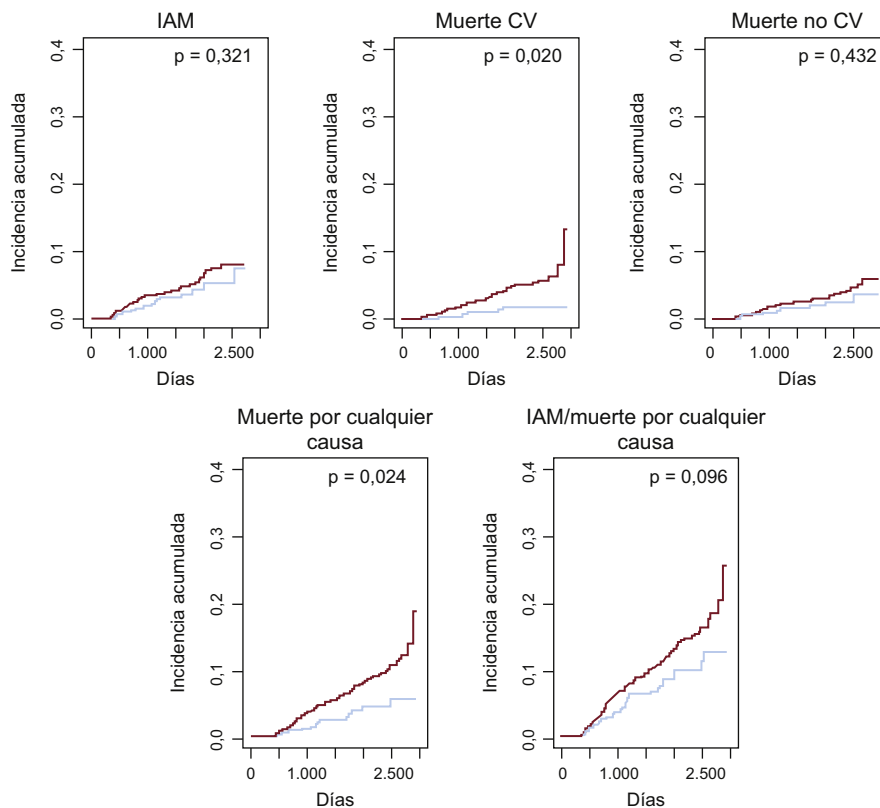 IAM
p = 0,321
0,4
0,3
0,2
0,1
0,0
Incidencia acumulada
0
1.000
2.500
Días
Muerte CV
p = 0,020
0,4
0,3
0,2
0,1
0,0
Incidencia acumulada
0
1.000
2.500
Días
Muerte no CV
p = 0,432
0,4
0,3
0,2
0,1
0,0
Incidencia acumulada
0
1.000
2.500
Días
Muerte por cualquier
causa
p = 0,024
0,4
0,3
0,2
0,1
0,0
Incidencia acumulada
0
1.000
2.500
Días
IAM/muerte por cualquier
causa
p = 0,096
0,4
0,3
0,2
0,1
0,0
Incidencia acumulada
0
1.000
2.500
Días